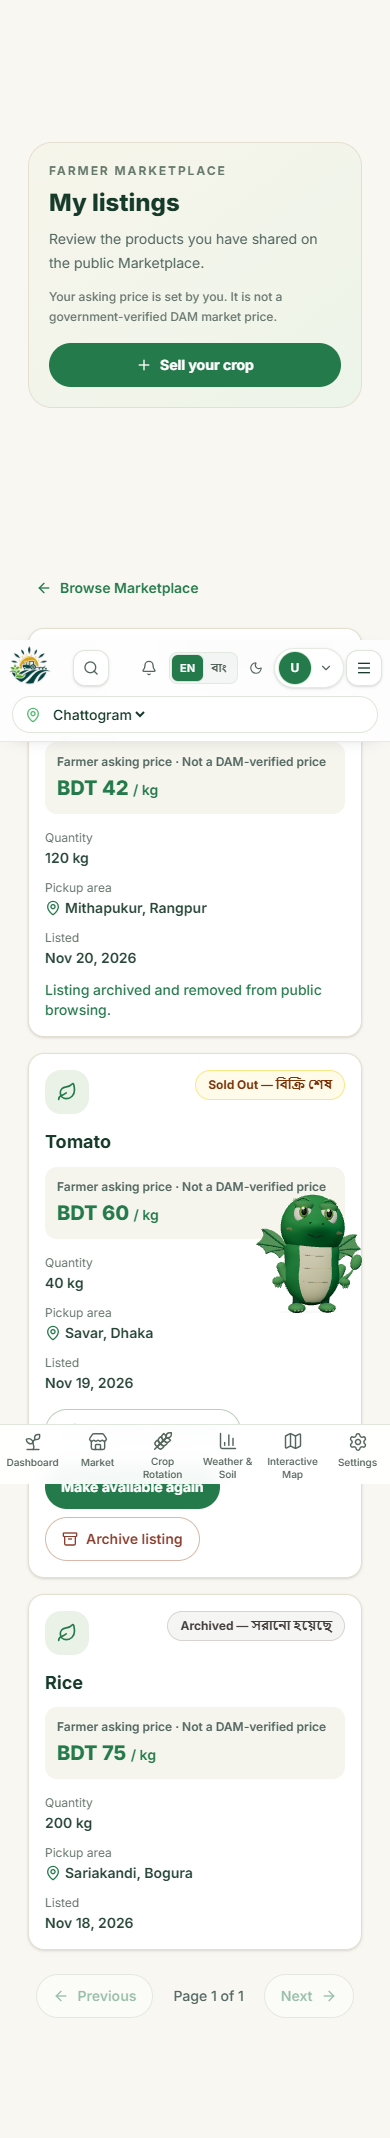 FARMER MARKETPLACE
My listings
Review the products you have shared on
the public Marketplace.
Your asking price is set by you. It is not a
government-verified DAM market price.
Sell your crop
Browse Marketplace
EN
বাং
U
Chattogram
Farmer asking price · Not a DAM-verified price
BDT 42 / kg
Quantity
120 kg
Pickup area
Mithapukur, Rangpur
Listed
Nov 20, 2026
Listing archived and removed from public
browsing.
Sold Out — বিক্রি শেষ
Tomato
Farmer asking price · Not a DAM-verified price
BDT 60 / kg
Quantity
40 kg
Pickup area
Savar, Dhaka
Listed
Nov 19, 2026
Dashboard
Market
Crop
Rotation
Weather &
Soil
Interactive
Map
Settings
Make available again
Archive listing
Archived — সরানো হয়েছে
Rice
Farmer asking price · Not a DAM-verified price
BDT 75 / kg
Quantity
200 kg
Pickup area
Sariakandi, Bogura
Listed
Nov 18, 2026
Previous
Page 1 of 1
Next